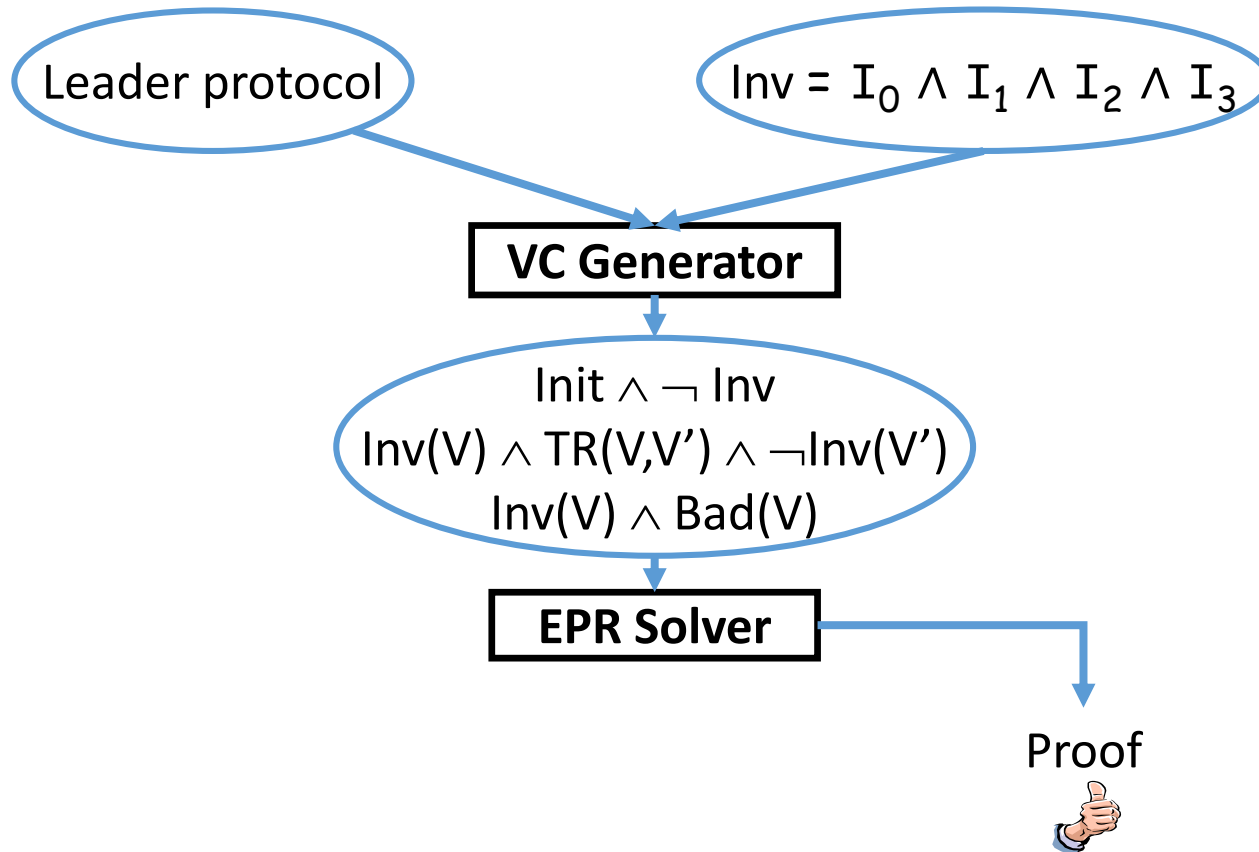 Leader protocol
Inv = I₀ ∧ I₁ ∧ I₂ ∧ I₃
VC Generator
Init ∧ ¬ Inv
Inv(V) ∧ TR(V,V’) ∧ ¬Inv(V’)
Inv(V) ∧ Bad(V)
EPR Solver
Proof